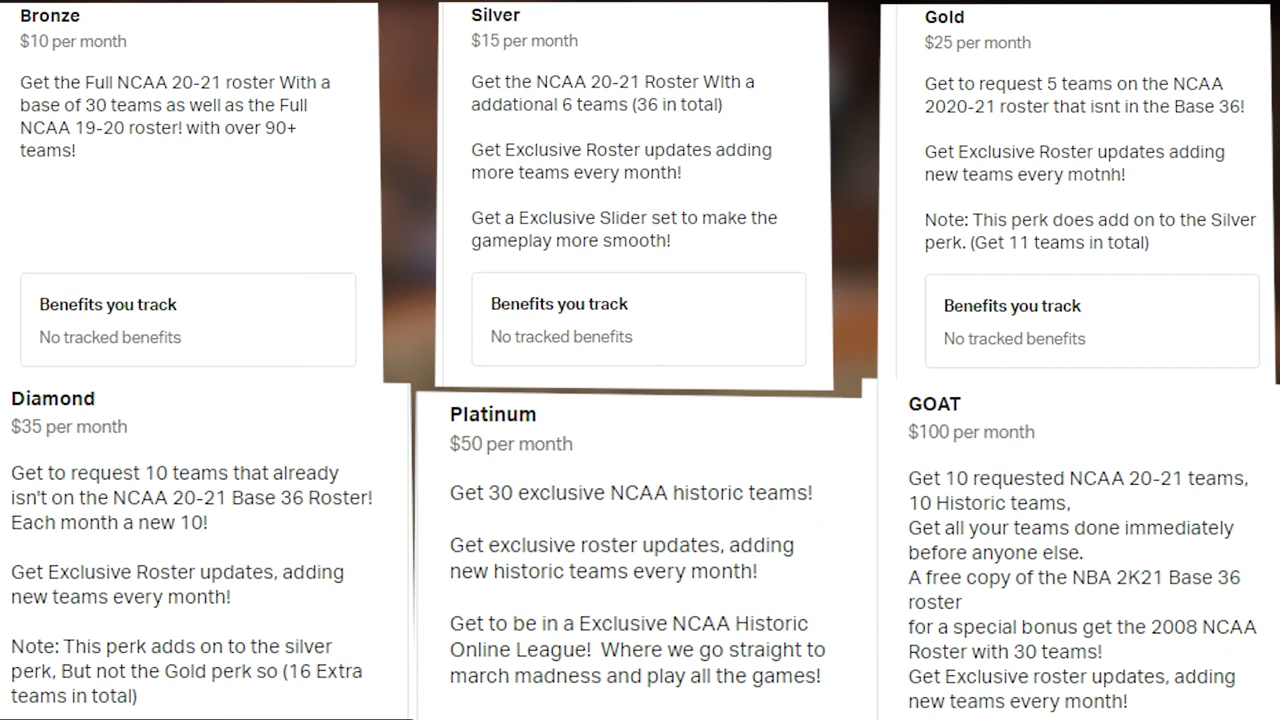 Bronze
$10 per month
Get the Full NCAA 20-21 roster With a
base of 30 teams as well as the Full
NCAA 19-20 roster! with over 90+
teams!
Benefits you track
No tracked benefits
Silver
$15 per month
Get the NCAA 20-21 Roster WIth a
addational 6 teams (36 in total)
Get Exclusive Roster updates adding
more teams every month!
Get a Exclusive Slider set to make the
gameplay more smooth!
Benefits you track
No tracked benefits
Gold
$25 per month
Get to request 5 teams on the NCAA
2020-21 roster that isnt in the Base 36!
Get Exclusive Roster updates adding
new teams every motnh!
Note: This perk does add on to the Silver
perk. (Get 11 teams in total)
Benefits you track
No tracked benefits
Diamond
$35 per month
Get to request 10 teams that already
isn't on the NCAA 20-21 Base 36 Roster!
Each month a new 10!
Get Exclusive Roster updates, adding
new teams every month!
Note: This perk adds on to the silver
perk, But not the Gold perk so (16 Extra
teams in total)
Platinum
$50 per month
Get 30 exclusive NCAA historic teams!
Get exclusive roster updates, adding
new historic teams every month!
Get to be in a Exclusive NCAA Historic
Online League!  Where we go straight to
march madness and play all the games!
GOAT
$100 per month
Get 10 requested NCAA 20-21 teams,
10 Historic teams,
Get all your teams done immediately
before anyone else.
A free copy of the NBA 2K21 Base 36
roster
for a special bonus get the 2008 NCAA
Roster with 30 teams!
Get Exclusive roster updates, adding
new teams every month!